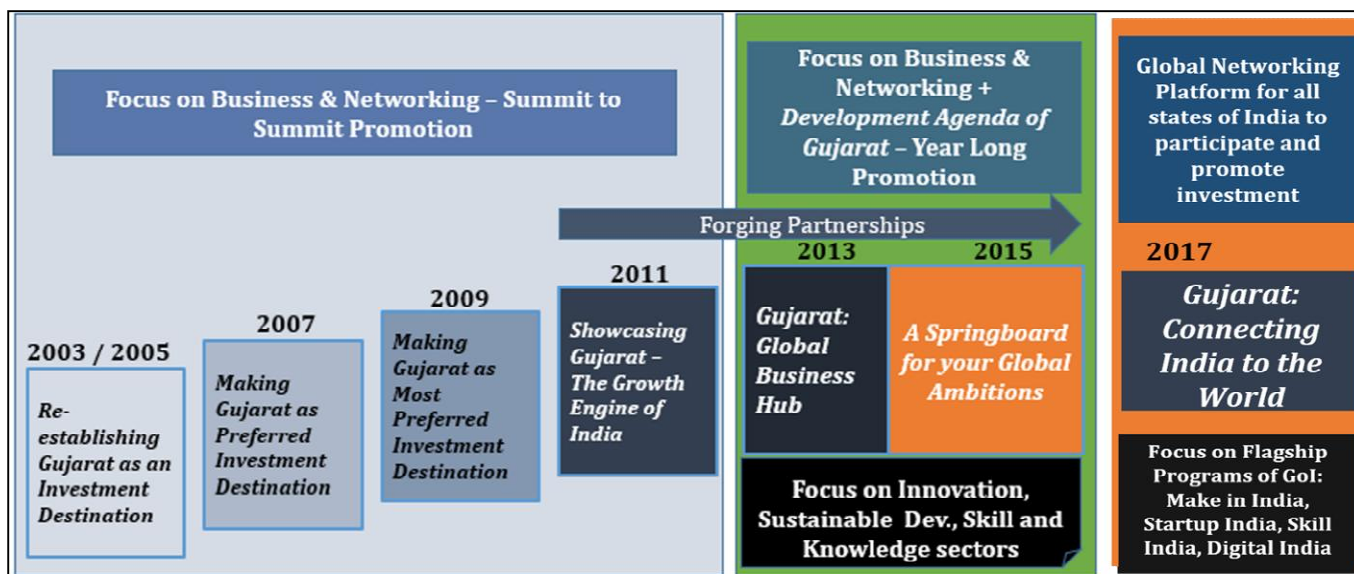 Focus on Business & Networking – Summit to
Summit Promotion
2003 / 2005
Re-
establishing
Gujarat as an
Investment
Destination
2007
Making
Gujarat as
Preferred
Investment
Destination
2009
Making
Gujarat as
Most
Preferred
Investment
Destination
2011
Showcasing
Gujarat –
The Growth
Engine of
India
Forging Partnerships
Focus on Business &
Networking +
Development Agenda of
Gujarat – Year Long
Promotion
2013
Gujarat:
Global
Business
Hub
2015
A Springboard
for your Global
Ambitions
Focus on Innovation,
Sustainable Dev., Skill and
Knowledge sectors
Global Networking
Platform for all
states of India to
participate and
promote
investment
2017
Gujarat:
Connecting
India to the
World
Focus on Flagship
Programs of GoI:
Make in India,
Startup India, Skill
India, Digital India